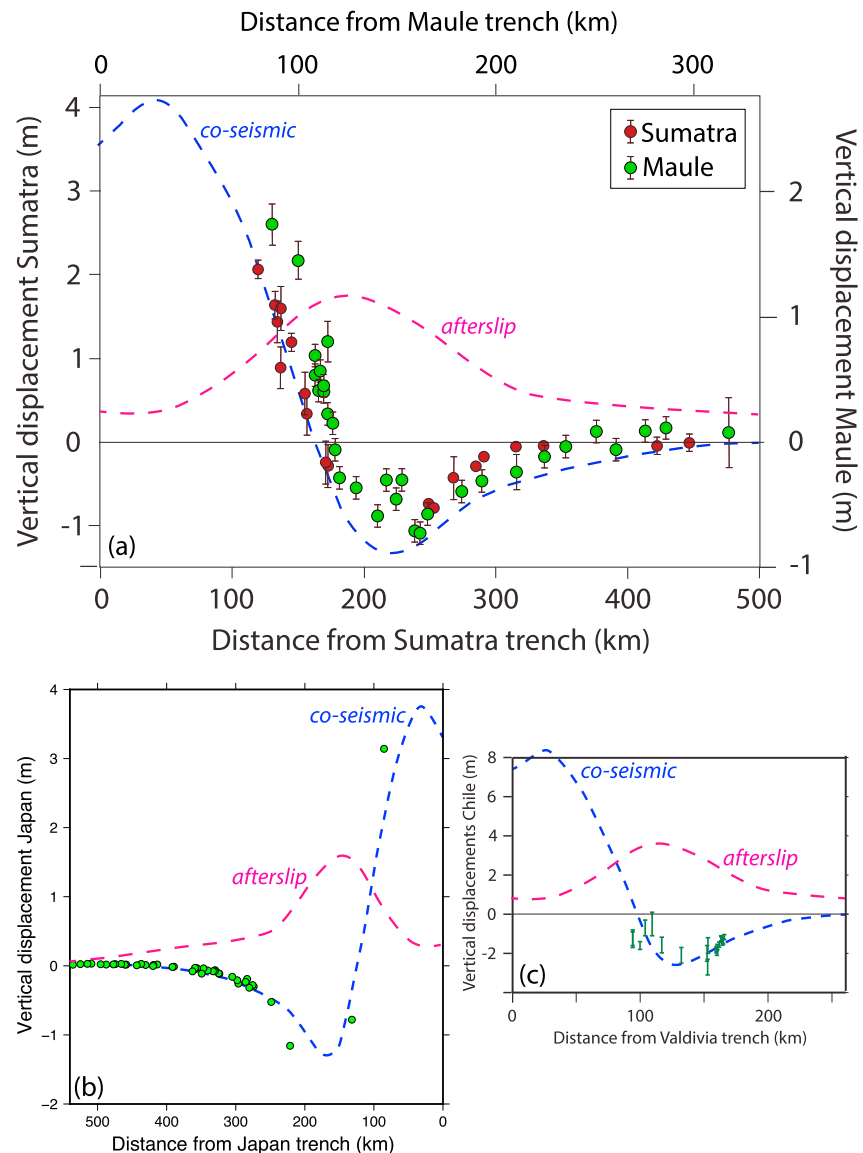 Distance from Maule trench (km)
0 100 200 300
Vertical displacement Sumatra (m)
4
3
2
1
0
-1
co-seismic
afterslip
Sumatra
Maule
Vertical displacement Maule (m)
2
1
0
-1
(a)
0 100 200 300 400 500
Distance from Sumatra trench (km)
Vertical displacement Japan (m)
4
3
2
1
0
-1
-2
co-seismic
afterslip
(b)
500 400 300 200 100 0
Distance from Japan trench (km)
Vertical displacements Chile (m)
8
6
4
2
0
-2
co-seismic
afterslip
(c)
0 100 200
Distance from Valdivia trench (km)